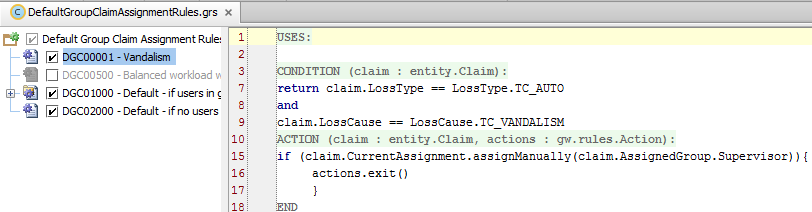 DefaultGroupClaimAssignmentRules.grs
Default Group Claim Assignment Rules
DGC00001 - Vandalism
DGC00500 - Balanced workload w
DGC01000 - Default - if users in g
DGC02000 - Default - if no users
1 USES:
2
3 CONDITION (claim : entity.Claim):
7 return claim.LossType == LossType.TC_AUTO
8 and
9 claim.LossCause == LossCause.TC_VANDALISM
10 ACTION (claim : entity.Claim, actions : gw.rules.Action):
15 if (claim.CurrentAssignment.assignManually(claim.AssignedGroup.Supervisor)){
16 actions.exit()
17 }
18 END